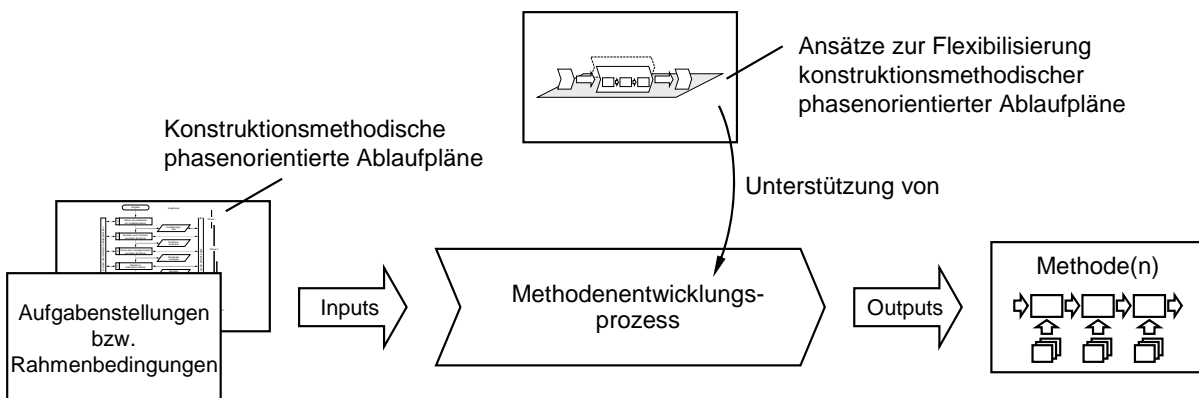 Ansätze zur Flexibilisierung
konstruktionsmethodischer
phasenorientierter Ablaufpläne
Konstruktionsmethodische
phasenorientierte Ablaufpläne
Unterstützung von
Aufgabenstellungen
bzw.
Rahmenbedingungen
Inputs
Methodenentwicklungs-
prozess
Outputs
Methode(n)